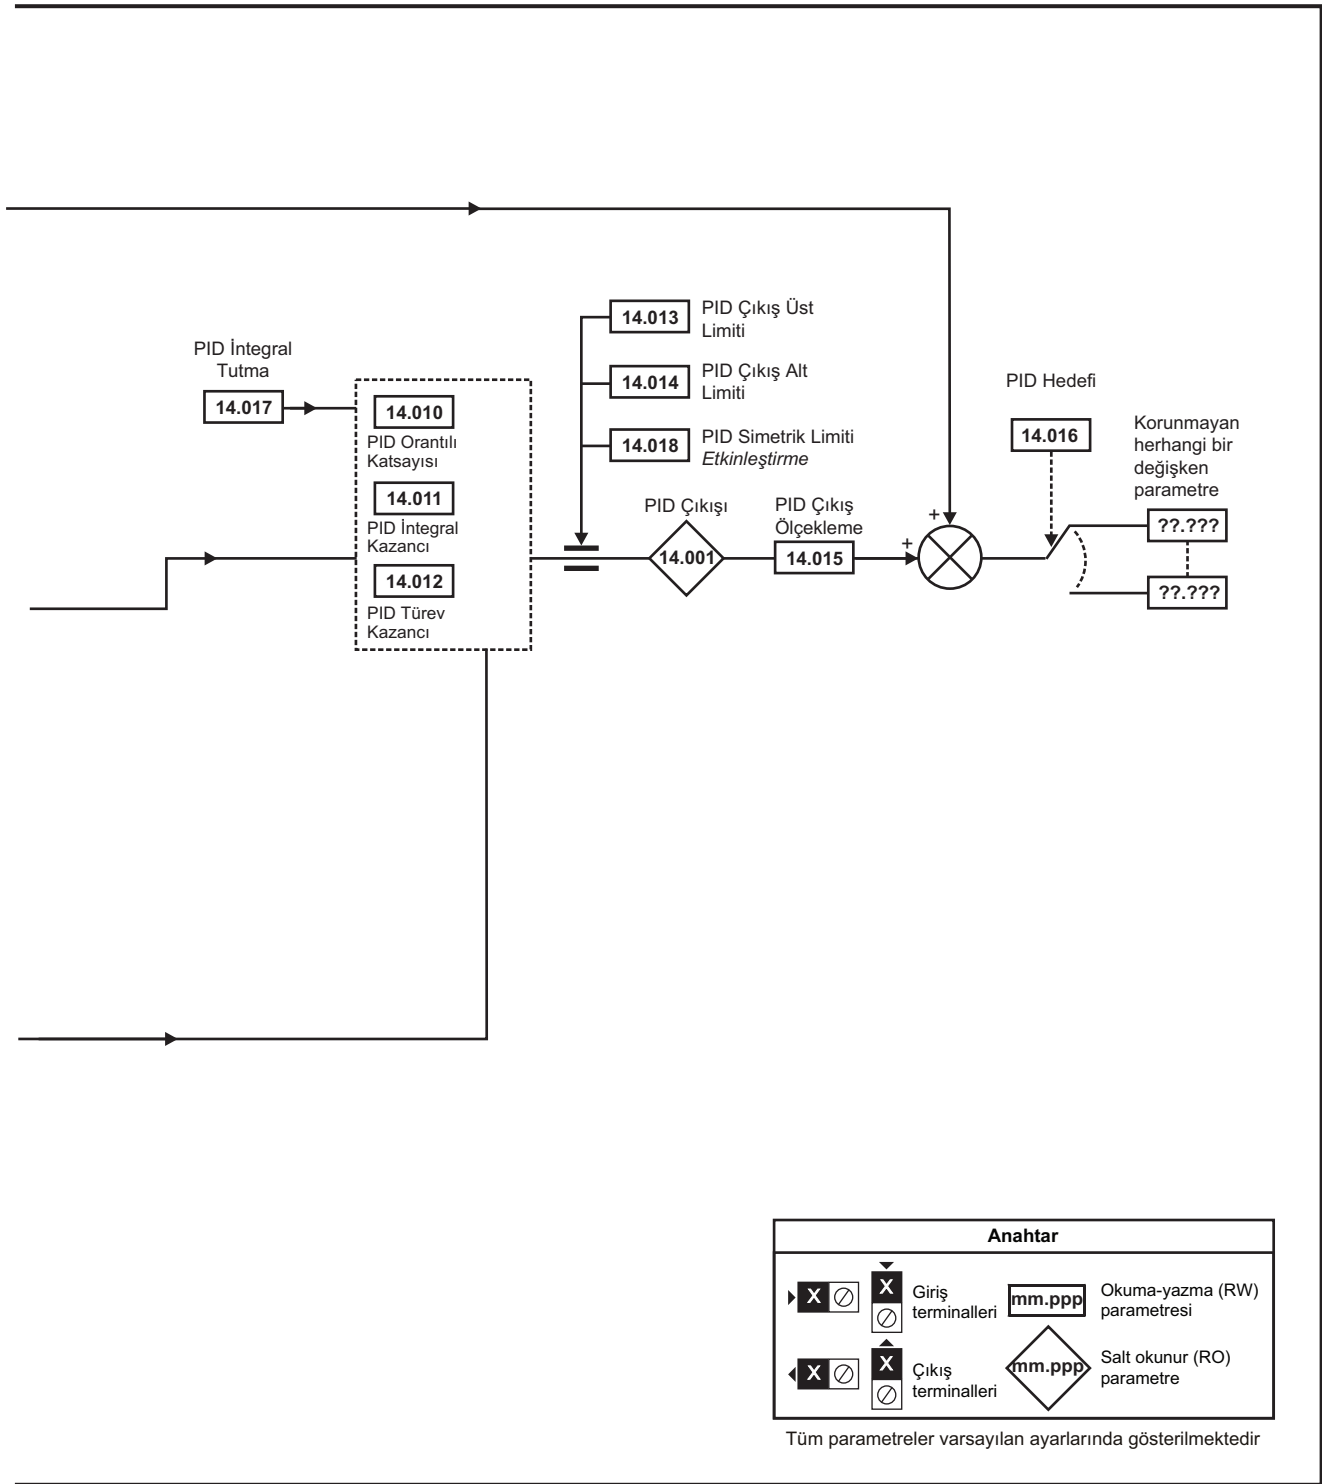 PID İntegral
Tutma
14.017
14.010
PID Orantılı
Katsayısı
14.011
PID İntegral
Kazancı
14.012
PID Türev
Kazancı
14.013
PID Çıkış Üst
Limiti
14.014
PID Çıkış Alt
Limiti
14.018
PID Simetrik Limiti
Etkinleştirme
PID Çıkışı
14.001
PID Çıkış
Ölçekleme
14.015
+
+
PID Hedefi
14.016
Korunmayan
herhangi bir
değişken
parametre
??.???
??.???
Anahtar
X
X
Giriş
terminalleri
mm.ppp
Okuma-yazma (RW)
parametresi
X
X
Çıkış
terminalleri
mm.ppp
Salt okunur (RO)
parametre
Tüm parametreler varsayılan ayarlarında gösterilmektedir